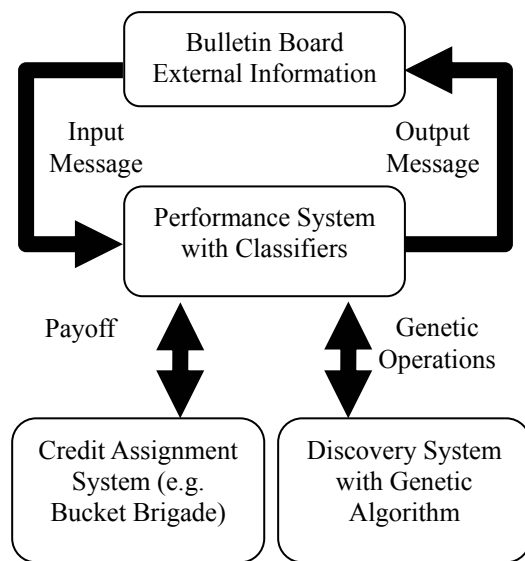 Bulletin Board
External Information
Input
Message
Output
Message
Performance System
with Classifiers
Payoff
Genetic
Operations
Credit Assignment
System (e.g.
Bucket Brigade)
Discovery System
with Genetic
Algorithm